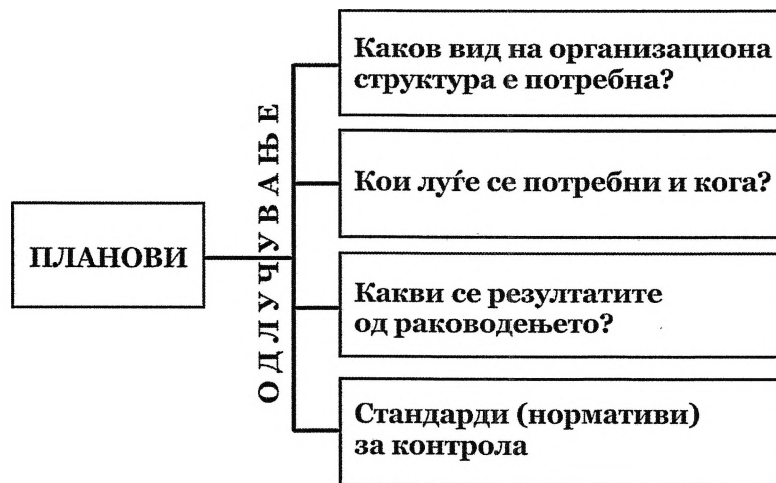 ПЛАНОВИ
ОДЛУЧУВАЊЕ
Каков вид на организациона
структура е потребна?
Кои луѓе се потребни и кога?
Какви се резултатите
од раководењето?
Стандарди (нормативи)
за контрола